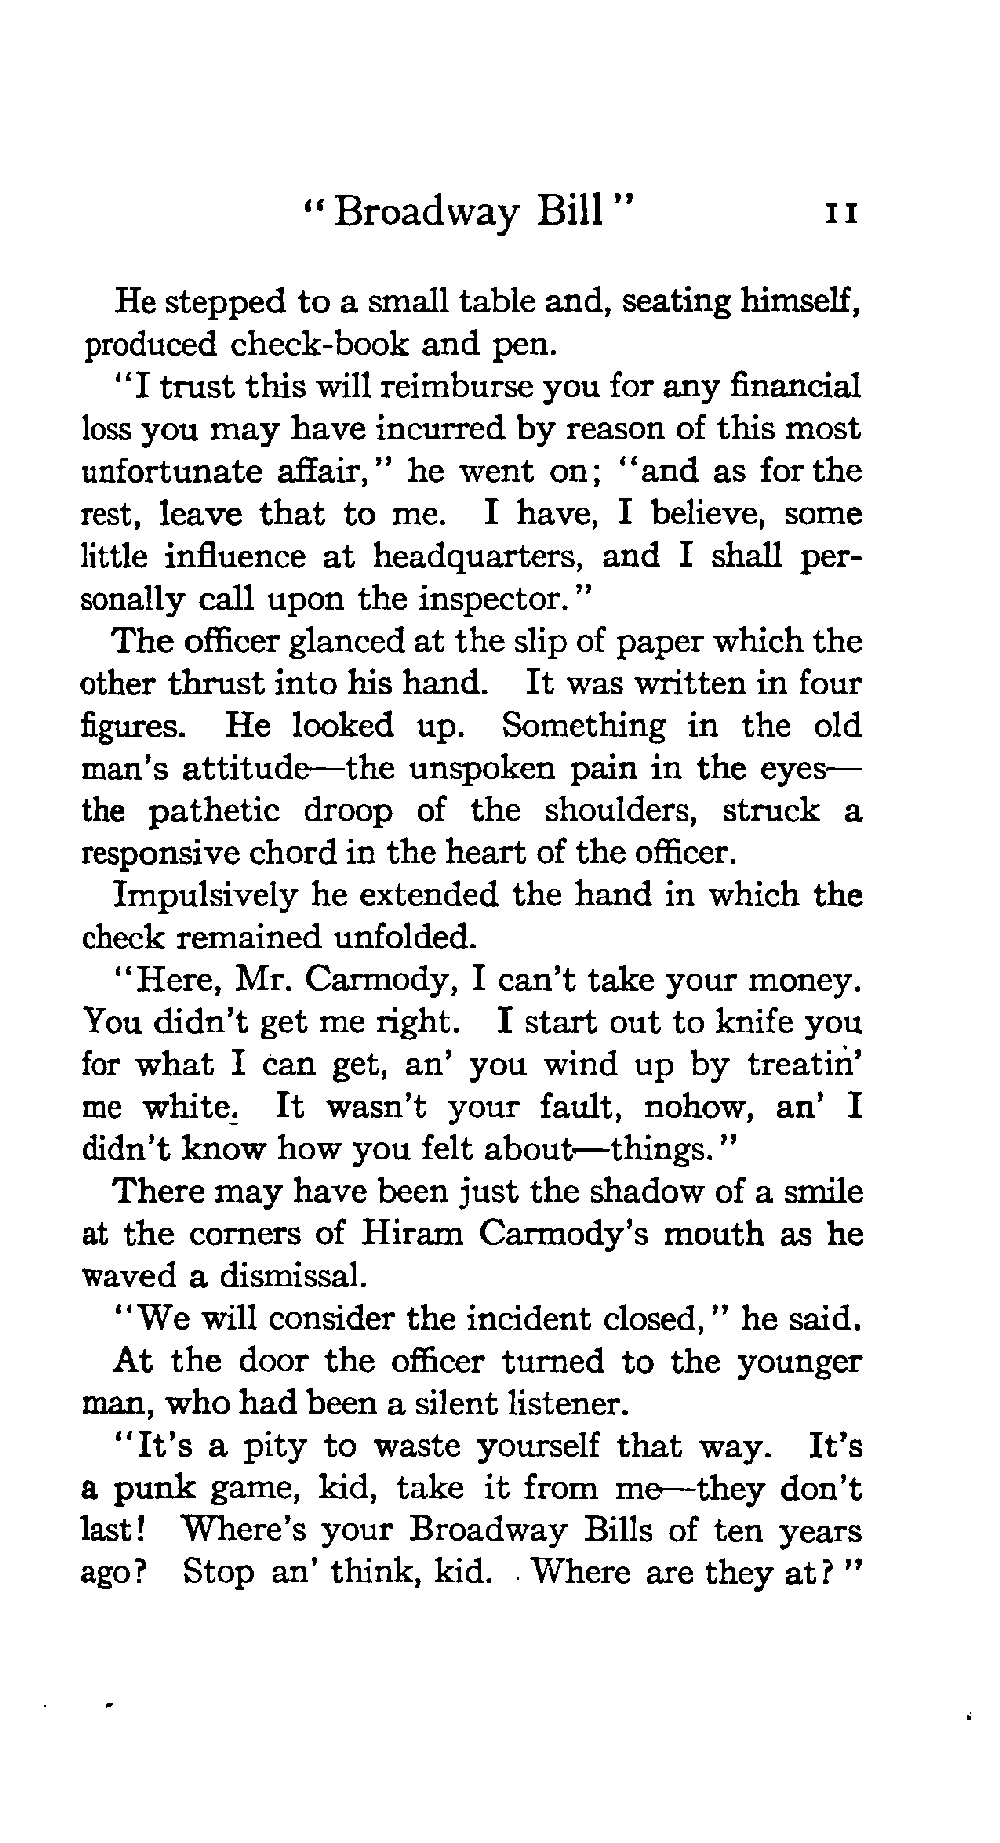 "Broadway Bill" 11
He stepped to a small table and, seating himself,
produced check-book and pen.
"I trust this will reimburse you for any financial
loss you may have incurred by reason of this most
unfortunate affair," he went on; "and as for the
rest, leave that to me. I have, I believe, some
little influence at headquarters, and I shall per-
sonally call upon the inspector."
The officer glanced at the slip of paper which the
other thrust into his hand. It was written in four
figures. He looked up. Something in the old
man's attitude—the unspoken pain in the eyes—
the pathetic droop of the shoulders, struck a
responsive chord in the heart of the officer.
Impulsively he extended the hand in which the
check remained unfolded.
"Here, Mr. Carmody, I can't take your money.
You didn't get me right. I start out to knife you
for what I can get, an' you wind up by treatin'
me white. It wasn't your fault, nohow, an' I
didn't know how you felt about—things."
There may have been just the shadow of a smile
at the corners of Hiram Carmody's mouth as he
waved a dismissal.
"We will consider the incident closed," he said.
At the door the officer turned to the younger
man, who had been a silent listener.
"It's a pity to waste yourself that way. It's
a punk game, kid, take it from me—they don't
last! Where's your Broadway Bills of ten years
ago? Stop an' think, kid. Where are they at?"